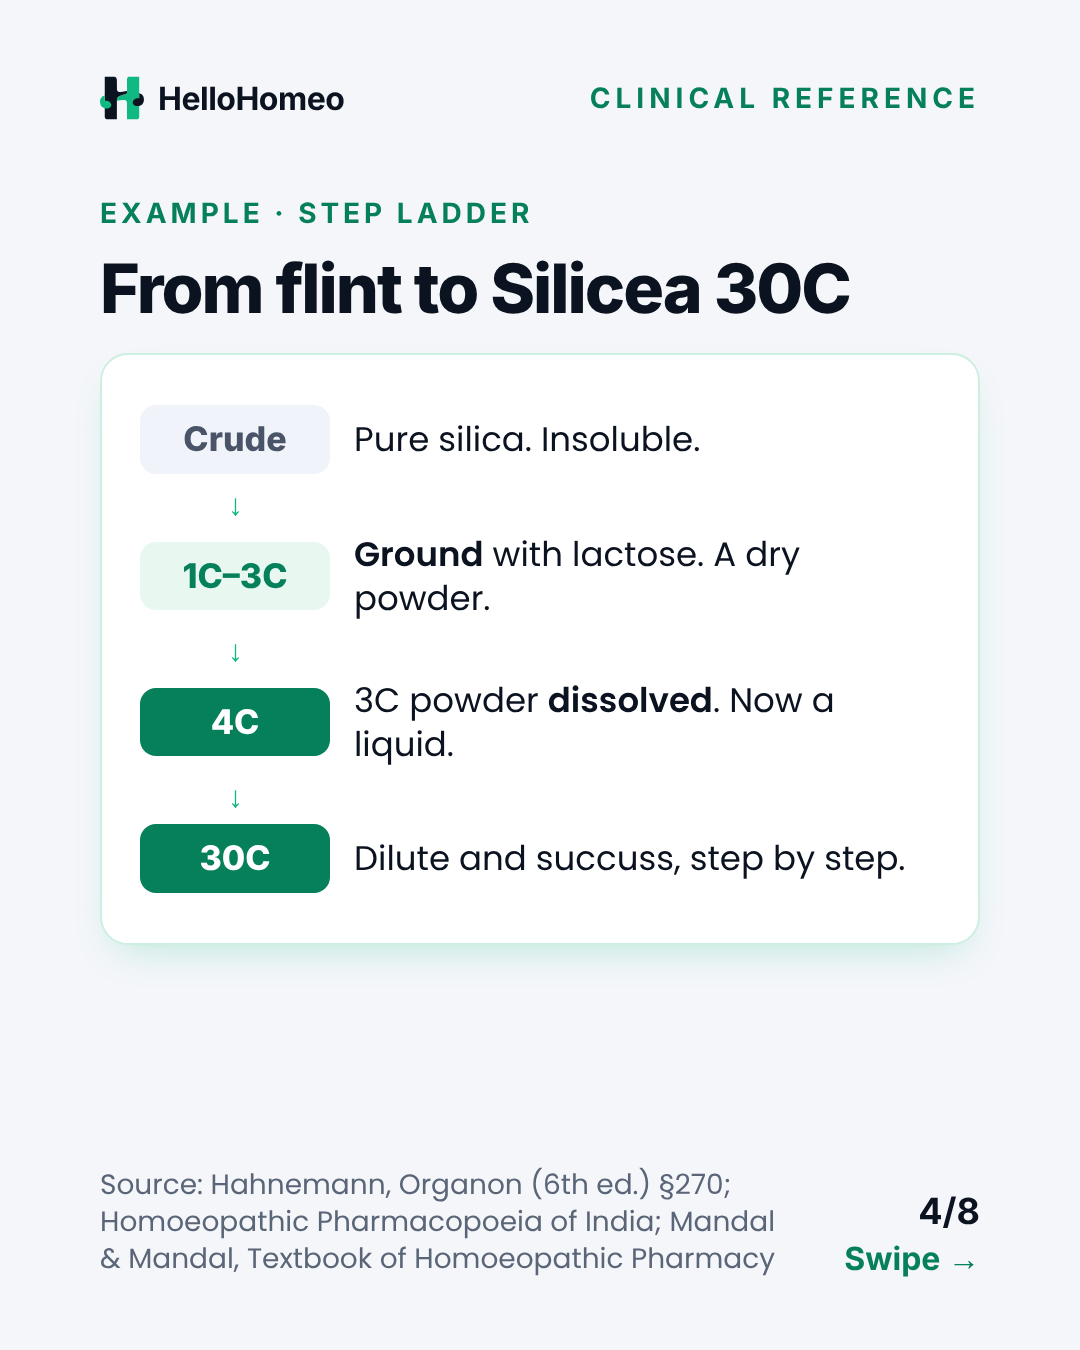 HelloHomeo
CLINICAL REFERENCE
EXAMPLE · STEP LADDER
From flint to Silicea 30C
Crude
Pure silica. Insoluble.
↓
1C–3C
Ground with lactose. A dry
powder.
↓
4C
3C powder dissolved. Now a
liquid.
↓
30C
Dilute and succuss, step by step.
Source: Hahnemann, Organon (6th ed.) §270;
Homoeopathic Pharmacopoeia of India; Mandal
& Mandal, Textbook of Homoeopathic Pharmacy
4/8
Swipe →